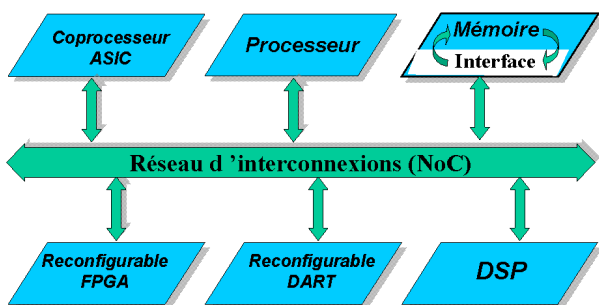 Coprocesseur
ASIC
Processeur
Mémoire
Interface
Réseau d ’interconnexions (NoC)
Reconfigurable
FPGA
Reconfigurable
DART
DSP